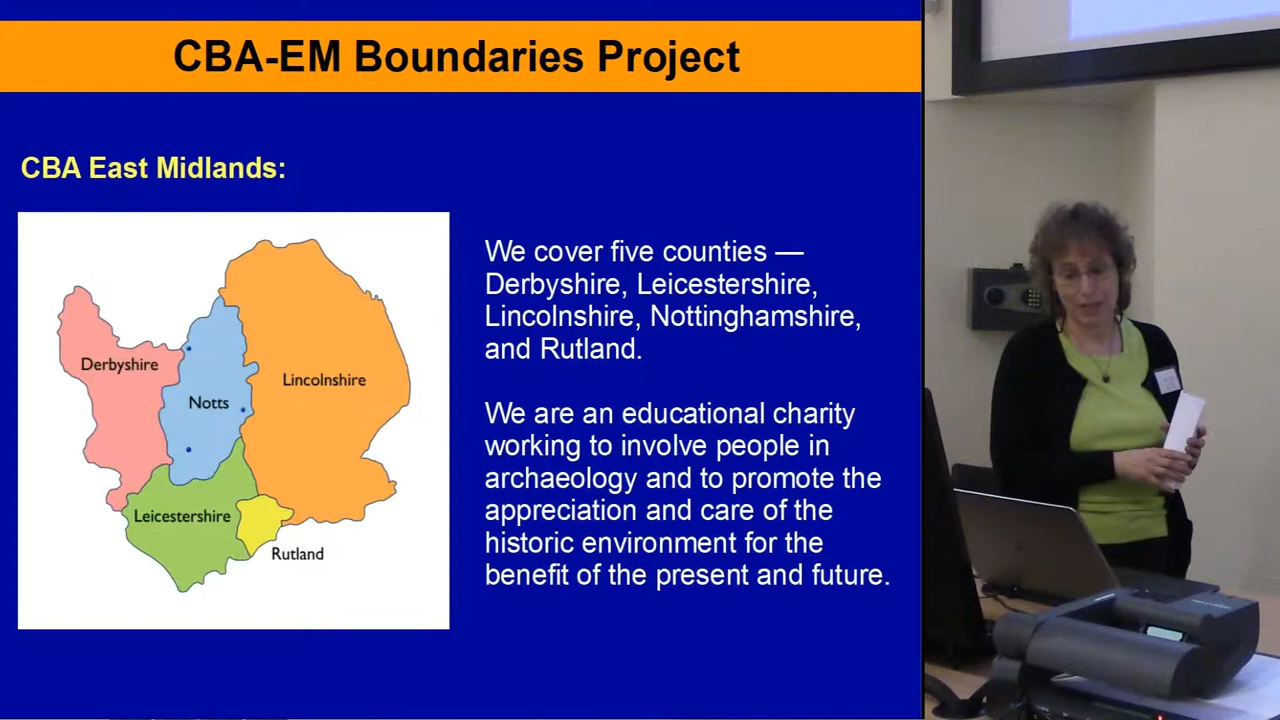 CBA-EM Boundaries Project
CBA East Midlands:
Derbyshire
Notts
Lincolnshire
Leicestershire
Rutland
We cover five counties —
Derbyshire, Leicestershire,
Lincolnshire, Nottinghamshire,
and Rutland.
We are an educational charity
working to involve people in
archaeology and to promote the
appreciation and care of the
historic environment for the
benefit of the present and future.